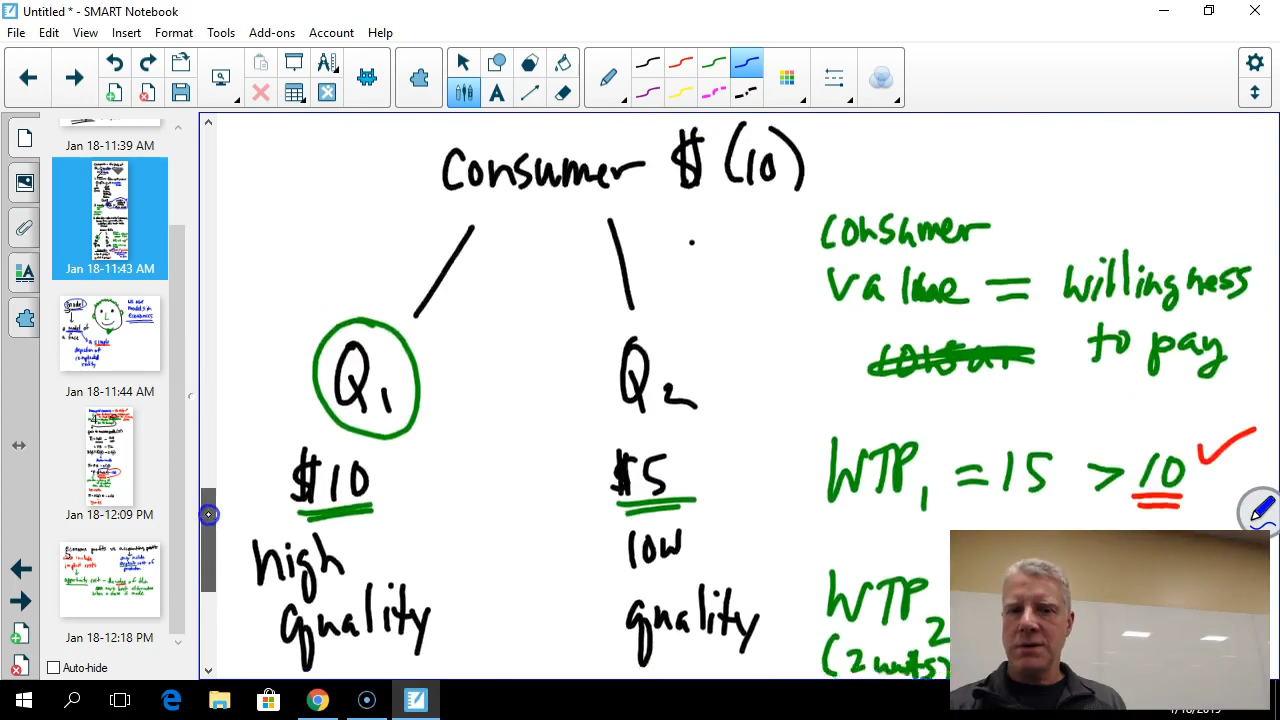 Untitled * - SMART Notebook
File Edit View Insert Format Tools Add-ons Account Help
Jan 18-11:39 AM
Jan 18-11:43 AM
Jan 18-11:44 AM
Jan 18-12:09 PM
Jan 18-12:18 PM
Auto-hide
Consumer $ (10)
Q1
Q2
$10
$5
high
quality
low
quality
consumer
value = willingness
to pay
WTP1 = 15 > 10 ✓
WTP2
(2 units)